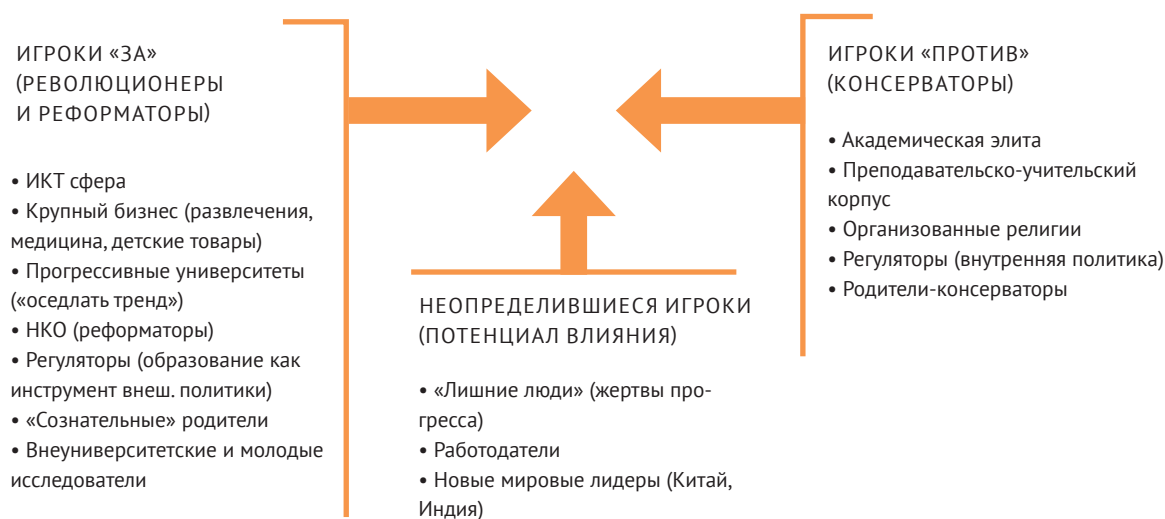 ИГРОКИ «ЗА»
(РЕВОЛЮЦИОНЕРЫ
И РЕФОРМАТОРЫ)
• ИКТ сфера
• Крупный бизнес (развлечения,
медицина, детские товары)
• Прогрессивные университеты
(«оседлать тренд»)
• НКО (реформаторы)
• Регуляторы (образование как
инструмент внеш. политики)
• «Сознательные» родители
• Внеуниверситетские и молодые
исследователи
НЕОПРЕДЕЛИВШИЕСЯ ИГРОКИ
(ПОТЕНЦИАЛ ВЛИЯНИЯ)
• «Лишние люди» (жертвы про-
гресса)
• Работодатели
• Новые мировые лидеры (Китай,
Индия)
ИГРОКИ «ПРОТИВ»
(КОНСЕРВАТОРЫ)
• Академическая элита
• Преподавательско-учительский
корпус
• Организованные религии
• Регуляторы (внутренняя политика)
• Родители-консерваторы